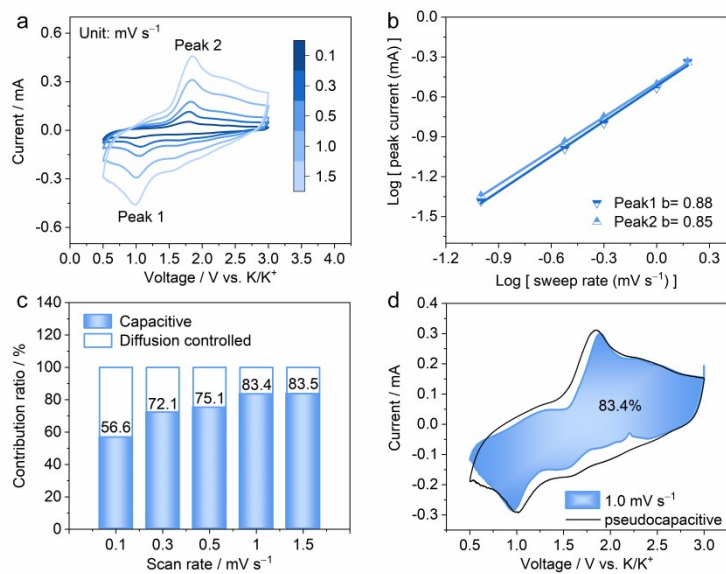 a
Unit: mV s⁻¹
Peak 2
Peak 1
0.1
0.3
0.5
1.0
1.5
0.6
0.3
0.0
-0.3
-0.6
Current / mA
0.0 0.5 1.0 1.5 2.0 2.5 3.0 3.5 4.0
Voltage / V vs. K/K⁺
b
-0.3
-0.6
-0.9
-1.2
-1.5
Log [ peak current (mA) ]
Peak1 b= 0.88
Peak2 b= 0.85
-1.2 -0.9 -0.6 -0.3 0.0 0.3
Log [ sweep rate (mV s⁻¹) ]
c
Capacitive
Diffusion controlled
140
120
100
80
60
40
20
0
Contribution ratio / %
56.6 72.1 75.1 83.4 83.5
0.1 0.3 0.5 1 1.5
Scan rate / mV s⁻¹
d
0.4
0.3
0.2
0.1
0.0
-0.1
-0.2
-0.3
Current / mA
83.4%
1.0 mV s⁻¹
pseudocapacitive
0.5 1.0 1.5 2.0 2.5 3.0
Voltage / V vs. K/K⁺